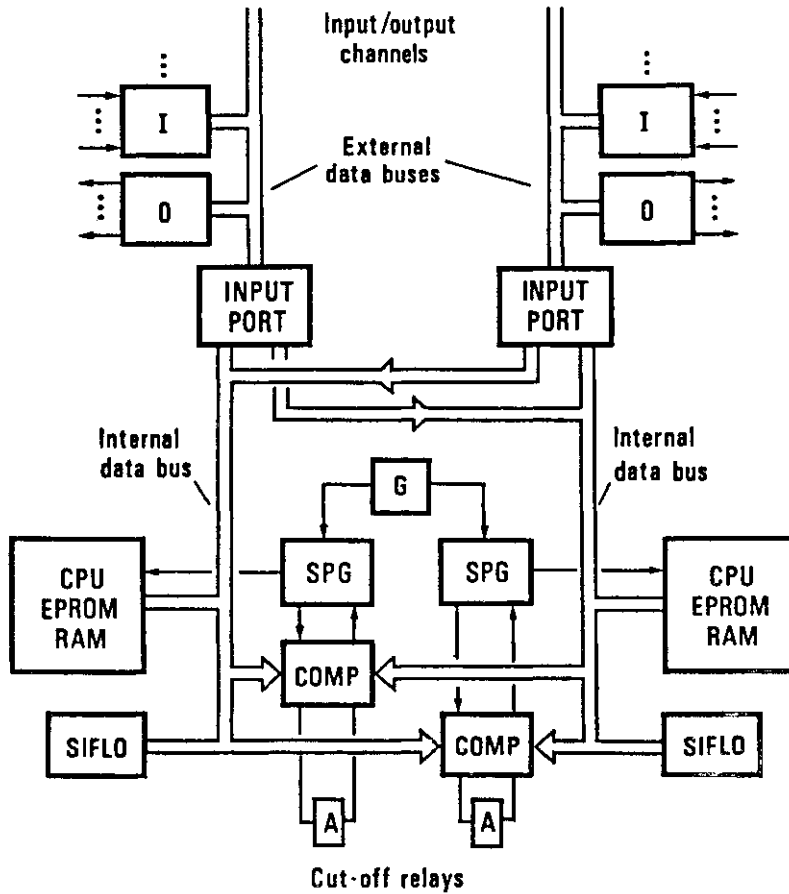 Input/output
channels
I
I
External
data buses
O
O
INPUT
PORT
INPUT
PORT
Internal
data bus
Internal
data bus
G
CPU
EPROM
RAM
SPG
SPG
CPU
EPROM
RAM
COMP
SIFLO
COMP
SIFLO
A
A
Cut-off relays